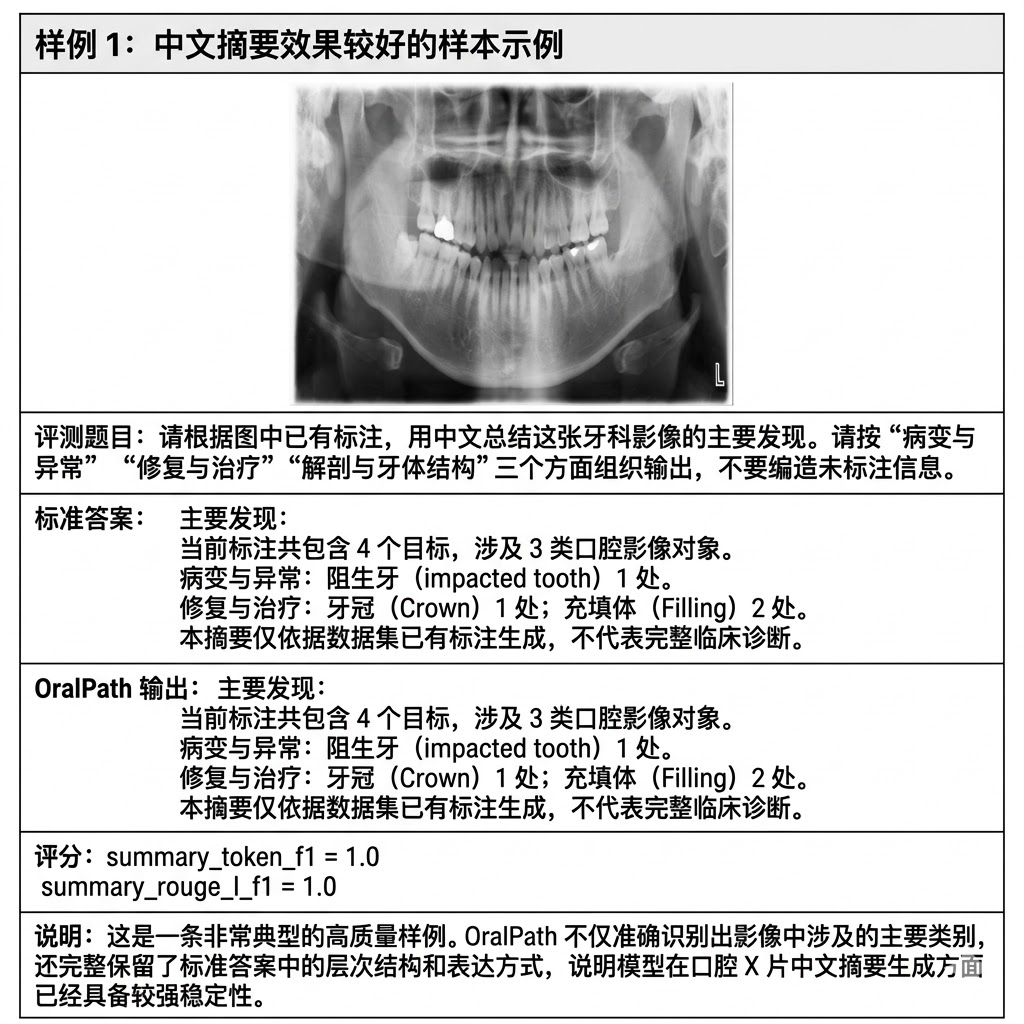 样例 1：中文摘要效果较好的样本示例
L
评测题目：请根据图中已有标注，用中文总结这张牙科影像的主要发现。请按 “病变与
异常” “修复与治疗” “解剖与牙体结构” 三个方面组织输出，不要编造未标注信息。
标准答案： 主要发现：
当前标注共包含 4 个目标，涉及 3 类口腔影像对象。
病变与异常：阻生牙（impacted tooth）1 处。
修复与治疗：牙冠（Crown）1 处；充填体（Filling）2 处。
本摘要仅依据数据集已有标注生成，不代表完整临床诊断。
OralPath 输出： 主要发现：
当前标注共包含 4 个目标，涉及 3 类口腔影像对象。
病变与异常：阻生牙（impacted tooth）1 处。
修复与治疗：牙冠（Crown）1 处；充填体（Filling）2 处。
本摘要仅依据数据集已有标注生成，不代表完整临床诊断。
评分：summary_token_f1 = 1.0
summary_rouge_l_f1 = 1.0
说明：这是一条非常典型的高质量样例。OralPath 不仅准确识别出影像中涉及的主要类别，
还完整保留了标准答案中的层次结构和表达方式，说明模型在口腔 X 片中文摘要生成方面
已经具备较强稳定性。